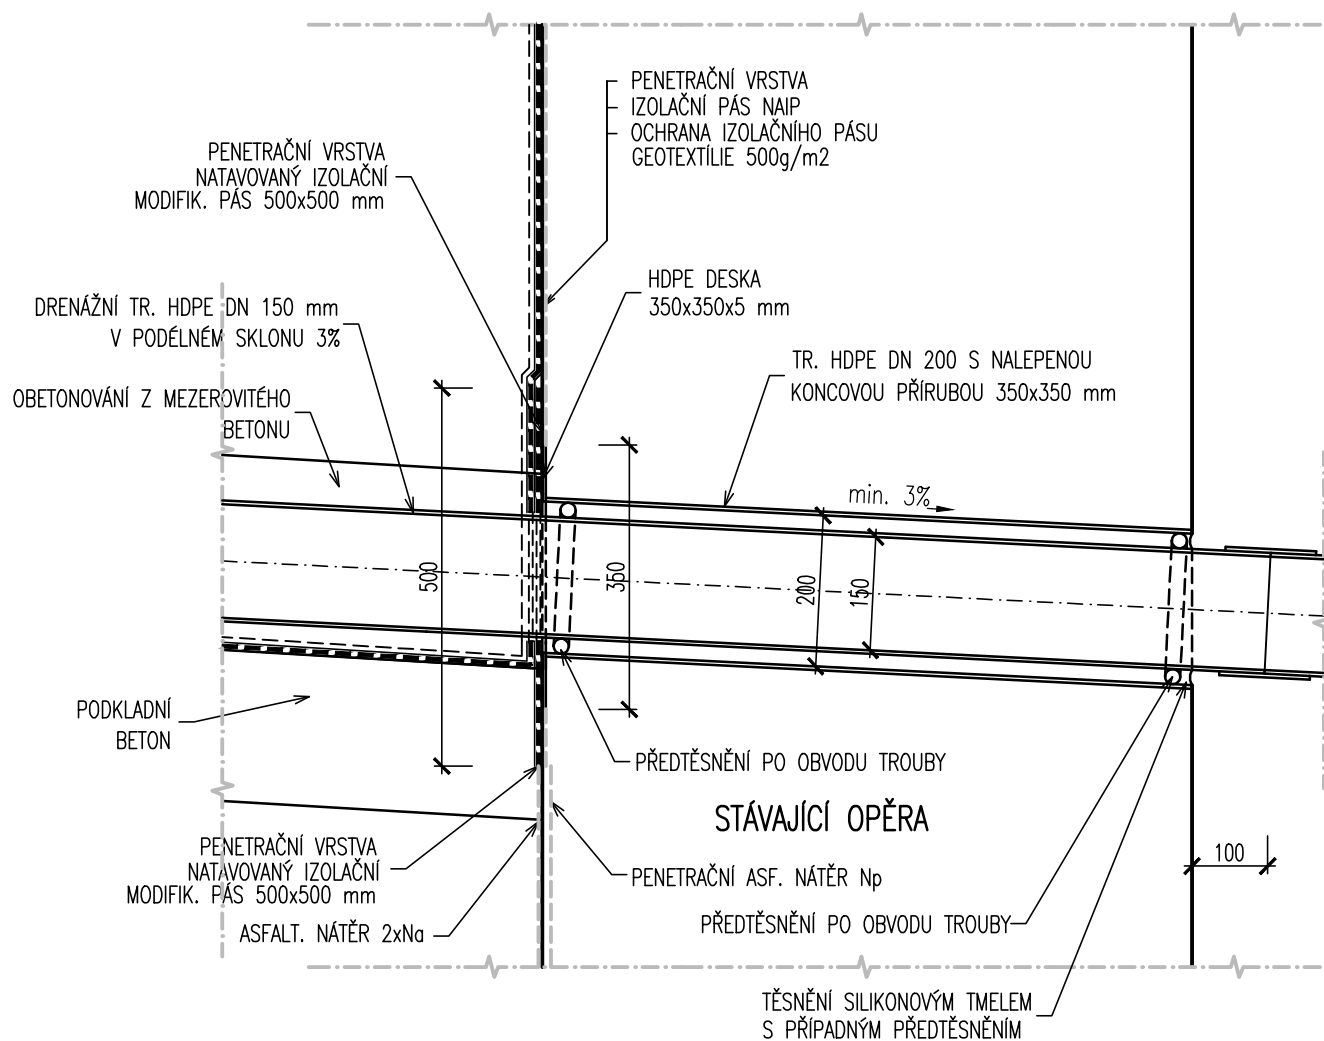 PENETRAČNÍ VRSTVA
IZOLAČNÍ PÁS NAIP
OCHRANA IZOLAČNÍHO PÁSU
GEOTEXTÍLIE 500g/m2
PENETRAČNÍ VRSTVA
NATAVOVANÝ IZOLAČNÍ
MODIFIK. PÁS 500x500 mm
HDPE DESKA
350x350x5 mm
DRENÁŽNÍ TR. HDPE DN 150 mm
V PODÉLNÉM SKLONU 3%
TR. HDPE DN 200 S NALEPENOU
KONCOVOU PŘÍRUBOU 350x350 mm
OBETONOVÁNÍ Z MEZEROVITÉHO
BETONU
min. 3%
500
350
200
150
PODKLADNÍ
BETON
PŘEDTĚSNĚNÍ PO OBVODU TROUBY
STÁVAJÍCÍ OPĚRA
PENETRAČNÍ VRSTVA
NATAVOVANÝ IZOLAČNÍ
MODIFIK. PÁS 500x500 mm
100
PENETRAČNÍ ASF. NÁTĚR Np
ASFALT. NÁTĚR 2xNa
PŘEDTĚSNĚNÍ PO OBVODU TROUBY
TĚSNĚNÍ SILIKONOVÝM TMELEM
S PŘÍPADNÝM PŘEDTĚSNĚNÍM